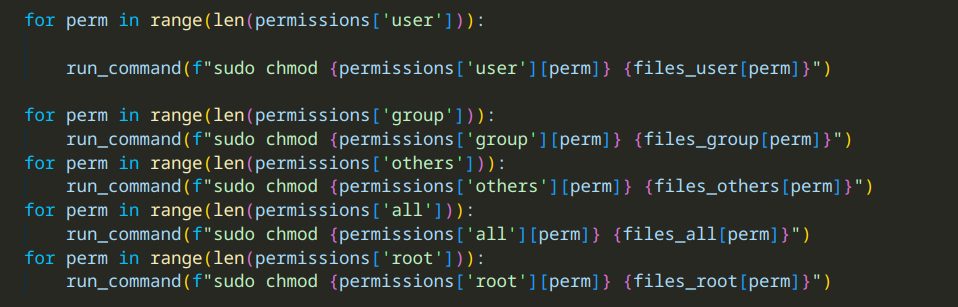 for perm in range(len(permissions['user'])):
    run_command(f"sudo chmod {permissions['user'][perm]} {files_user[perm]}")
for perm in range(len(permissions['group'])):
    run_command(f"sudo chmod {permissions['group'][perm]} {files_group[perm]}")
for perm in range(len(permissions['others'])):
    run_command(f"sudo chmod {permissions['others'][perm]} {files_others[perm]}")
for perm in range(len(permissions['all'])):
    run_command(f"sudo chmod {permissions['all'][perm]} {files_all[perm]}")
for perm in range(len(permissions['root'])):
    run_command(f"sudo chmod {permissions['root'][perm]} {files_root[perm]}")